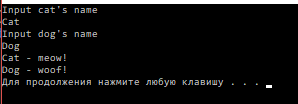 Input cat's name
Cat
Input dog's name
Dog
Cat - meow!
Dog - woof!
Для продолжения нажмите любую клавишу . . .